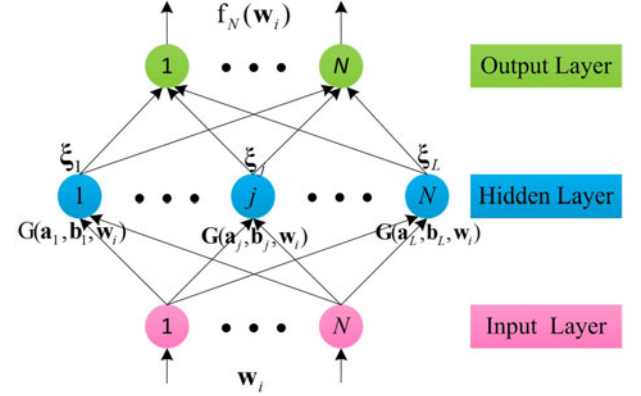 f_N(w_i)
1 • • • N Output Layer
ξ_1 ξ_j ξ_L
1 • • • j • • • N Hidden Layer
G(a_1,b_1,w_i) G(a_j,b_j,w_i) G(a_L,b_L,w_i)
1 • • • N Input Layer
w_i